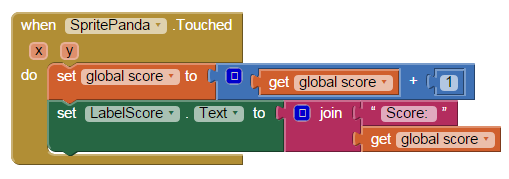 when SpritePanda .Touched
x y
do set global score to get global score + 1
set LabelScore . Text to join “ Score: ”
get global score